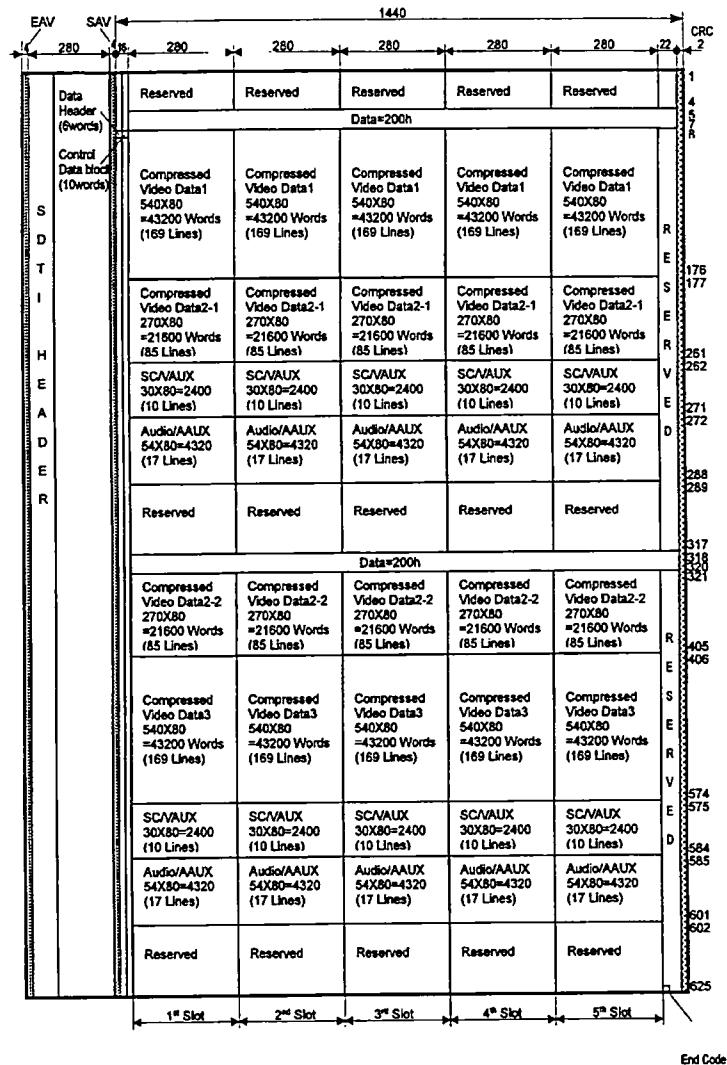 1440
EAV SAV CRC
4 280 4 16 280 280 280 280 280 22 2
Reserved Reserved Reserved Reserved Reserved
1
4
Data
Header
(6words)
Data=200h
5
7
8
Control
Data block
(10words)
Compressed Compressed Compressed Compressed Compressed
Video Data1 Video Data1 Video Data1 Video Data1 Video Data1
540X80 540X80 540X80 540X80 540X80
=43200 Words =43200 Words =43200 Words =43200 Words =43200 Words
(169 Lines) (169 Lines) (169 Lines) (169 Lines) (169 Lines)
176
177
Compressed Compressed Compressed Compressed Compressed
Video Data2-1 Video Data2-1 Video Data2-1 Video Data2-1 Video Data2-1
270X80 270X80 270X80 270X80 270X80
=21600 Words =21600 Words =21600 Words =21600 Words =21600 Words
(85 Lines) (85 Lines) (85 Lines) (85 Lines) (85 Lines)
261
262
SC/VAUX SC/VAUX SC/VAUX SC/VAUX SC/VAUX
30X80=2400 30X80=2400 30X80=2400 30X80=2400 30X80=2400
(10 Lines) (10 Lines) (10 Lines) (10 Lines) (10 Lines)
271
272
Audio/AAUX Audio/AAUX Audio/AAUX Audio/AAUX Audio/AAUX
54X80=4320 54X80=4320 54X80=4320 54X80=4320 54X80=4320
(17 Lines) (17 Lines) (17 Lines) (17 Lines) (17 Lines)
288
289
Reserved Reserved Reserved Reserved Reserved
317
Data=200h
318
320
321
Compressed Compressed Compressed Compressed Compressed
Video Data2-2 Video Data2-2 Video Data2-2 Video Data2-2 Video Data2-2
270X80 270X80 270X80 270X80 270X80
=21600 Words =21600 Words =21600 Words =21600 Words =21600 Words
(85 Lines) (85 Lines) (85 Lines) (85 Lines) (85 Lines)
405
406
Compressed Compressed Compressed Compressed Compressed
Video Data3 Video Data3 Video Data3 Video Data3 Video Data3
540X80 540X80 540X80 540X80 540X80
=43200 Words =43200 Words =43200 Words =43200 Words =43200 Words
(169 Lines) (169 Lines) (169 Lines) (169 Lines) (169 Lines)
574
575
SC/VAUX SC/VAUX SC/VAUX SC/VAUX SC/VAUX
30X80=2400 30X80=2400 30X80=2400 30X80=2400 30X80=2400
(10 Lines) (10 Lines) (10 Lines) (10 Lines) (10 Lines)
584
585
Audio/AAUX Audio/AAUX Audio/AAUX Audio/AAUX Audio/AAUX
54X80=4320 54X80=4320 54X80=4320 54X80=4320 54X80=4320
(17 Lines) (17 Lines) (17 Lines) (17 Lines) (17 Lines)
601
602
Reserved Reserved Reserved Reserved Reserved
625
SDTI HEADER
RESERVED
RESERVED
1st Slot 2nd Slot 3rd Slot 4th Slot 5th Slot
End Code